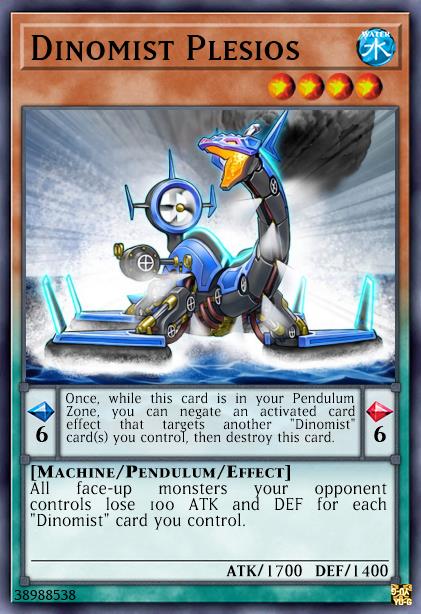 Dinomist Plesios
WATER
水
Once, while this card is in your Pendulum
Zone, you can negate an activated card
effect that targets another "Dinomist"
card(s) you control, then destroy this card.
6
6
[Machine/Pendulum/Effect]
All face-up monsters your opponent
controls lose 100 ATK and DEF for each
"Dinomist" card you control.
ATK/1700 DEF/1400
38988538